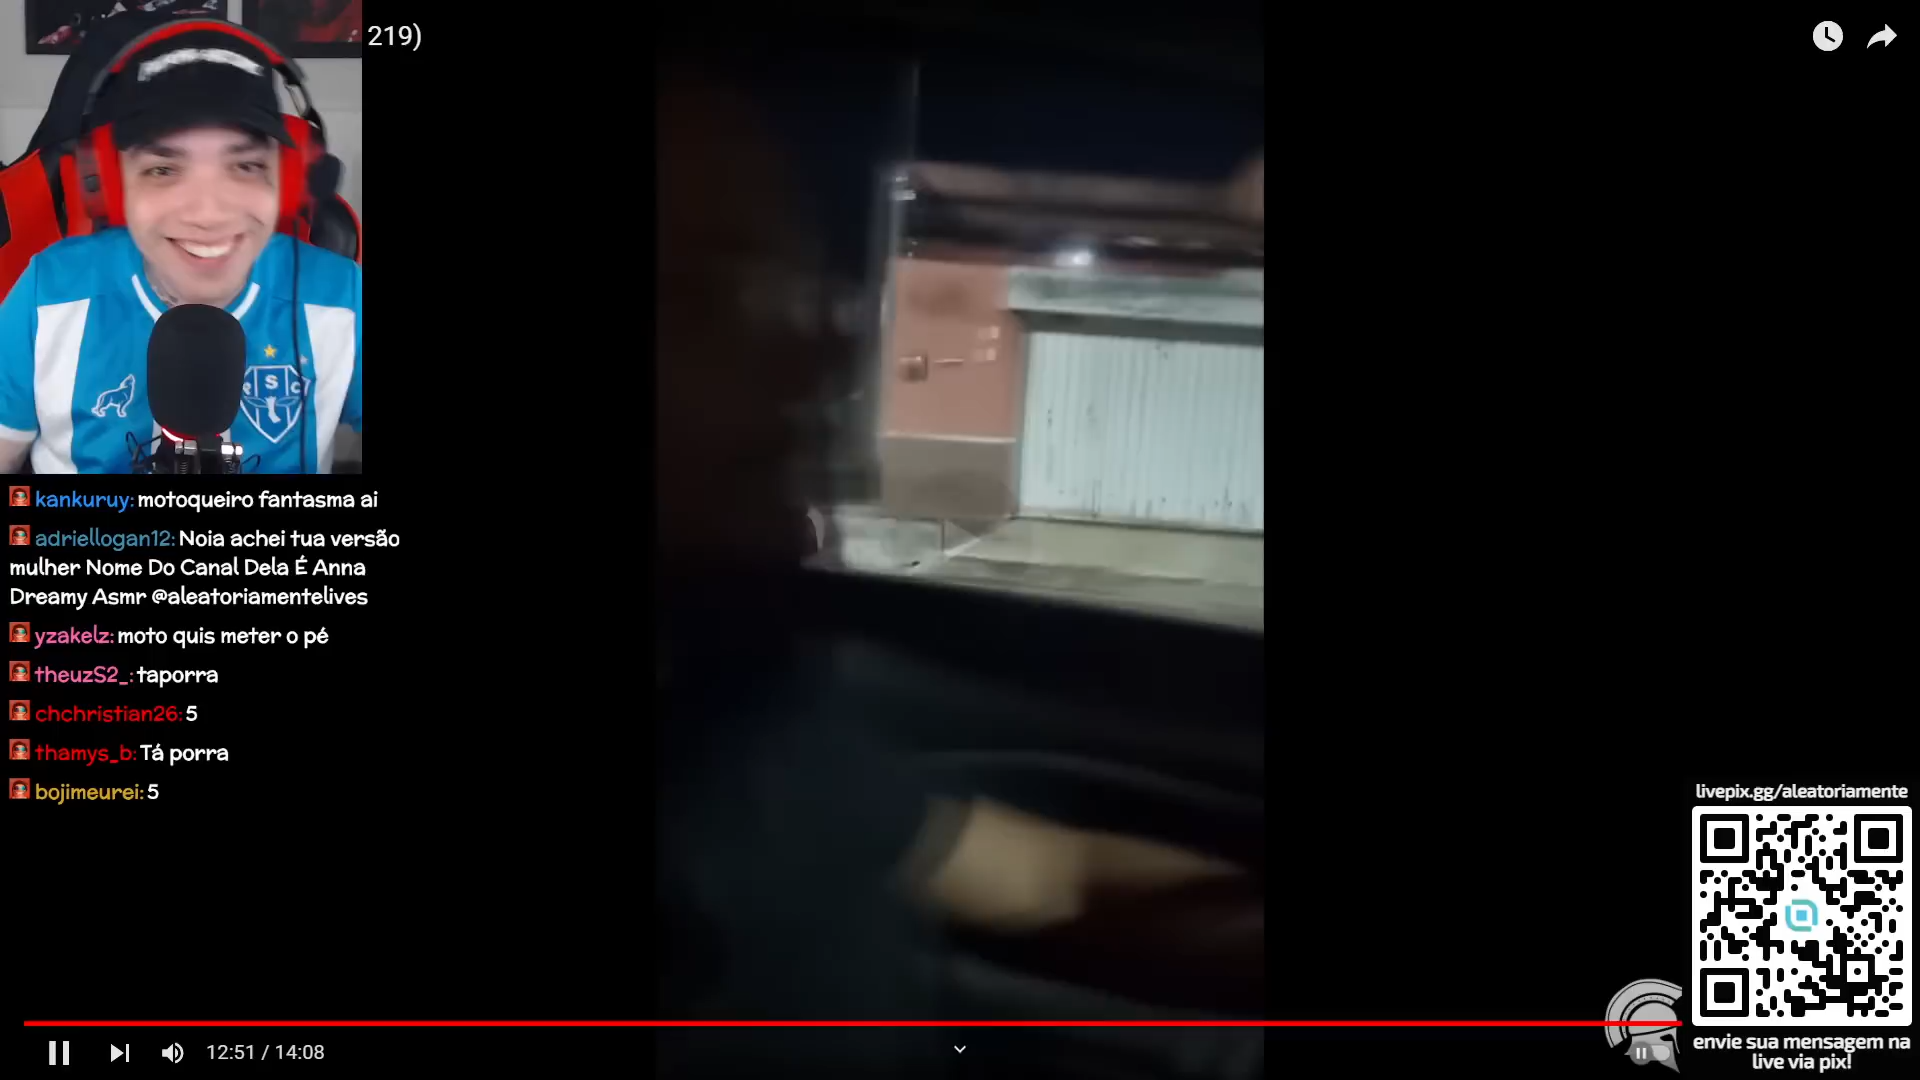 219)
S C
kankuruy: motoqueiro fantasma ai
adriellogan12: Noia achei tua versão
mulher Nome Do Canal Dela É Anna
Dreamy Asmr @aleatoriamentelives
yzakelz: moto quis meter o pé
theuzS2_: taporra
chchristian26: 5
thamys_b: Tá porra
bojimeurei: 5
livepix.gg/aleatoriamente
envie sua mensagem na
live via pix!
12:51 / 14:08